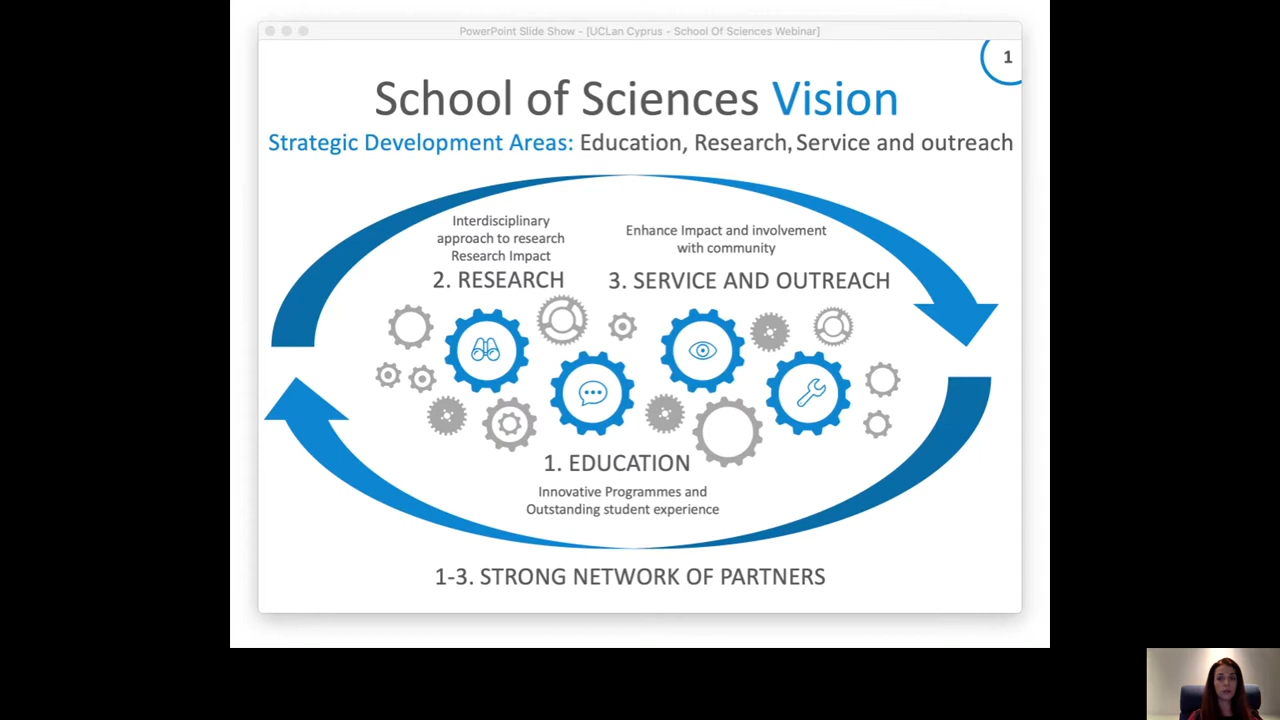 PowerPoint Slide Show - [UCLan Cyprus - School Of Sciences Webinar]
1
School of Sciences Vision
Strategic Development Areas: Education, Research, Service and outreach
Interdisciplinary
approach to research
Research Impact
2. RESEARCH
Enhance Impact and involvement
with community
3. SERVICE AND OUTREACH
1. EDUCATION
Innovative Programmes and
Outstanding student experience
1-3. STRONG NETWORK OF PARTNERS